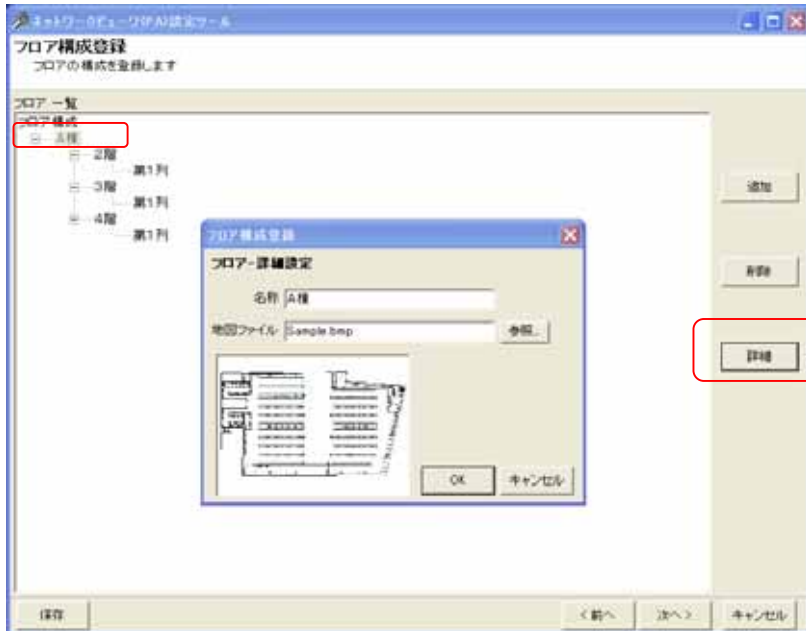 ネットワークビューワ(PA)設定ツール
フロア構成登録
フロアの構成を登録します
フロア 一覧
フロア構成
A棟
2階
第1列
3階
第1列
4階
第1列
追加
削除
詳細
フロア構成登録
フロアー詳細設定
名称 A棟
地図ファイル Sample.bmp 参照...
OK キャンセル
保存 <前へ 次へ> キャンセル